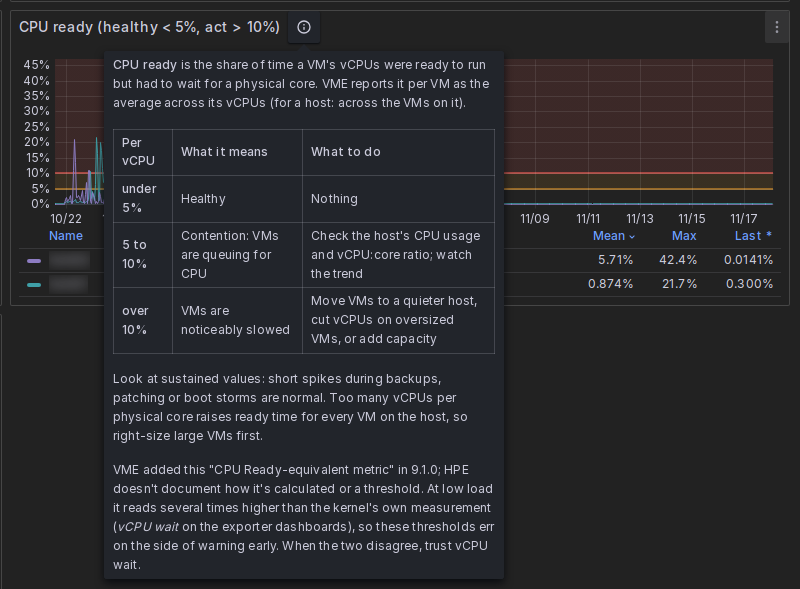 CPU ready (healthy < 5%, act > 10%)
CPU ready is the share of time a VM's vCPUs were ready to run
but had to wait for a physical core. VME reports it per VM as the
average across its vCPUs (for a host: across the VMs on it).
Per vCPU What it means What to do
under 5% Healthy Nothing
5 to 10% Contention: VMs are queuing for CPU Check the host's CPU usage and vCPU:core ratio; watch the trend
over 10% VMs are noticeably slowed Move VMs to a quieter host, cut vCPUs on oversized VMs, or add capacity
Look at sustained values: short spikes during backups,
patching or boot storms are normal. Too many vCPUs per
physical core raises ready time for every VM on the host, so
right-size large VMs first.
VME added this "CPU Ready-equivalent metric" in 9.1.0; HPE
doesn't document how it's calculated or a threshold. At low load
it reads several times higher than the kernel's own measurement
(vCPU wait on the exporter dashboards), so these thresholds err
on the side of warning early. When the two disagree, trust vCPU
wait.
45%
40%
35%
30%
25%
20%
15%
10%
5%
0%
10/22 11/09 11/11 11/13 11/15 11/17
Name Mean Max Last *
5.71% 42.4% 0.0141%
0.874% 21.7% 0.300%